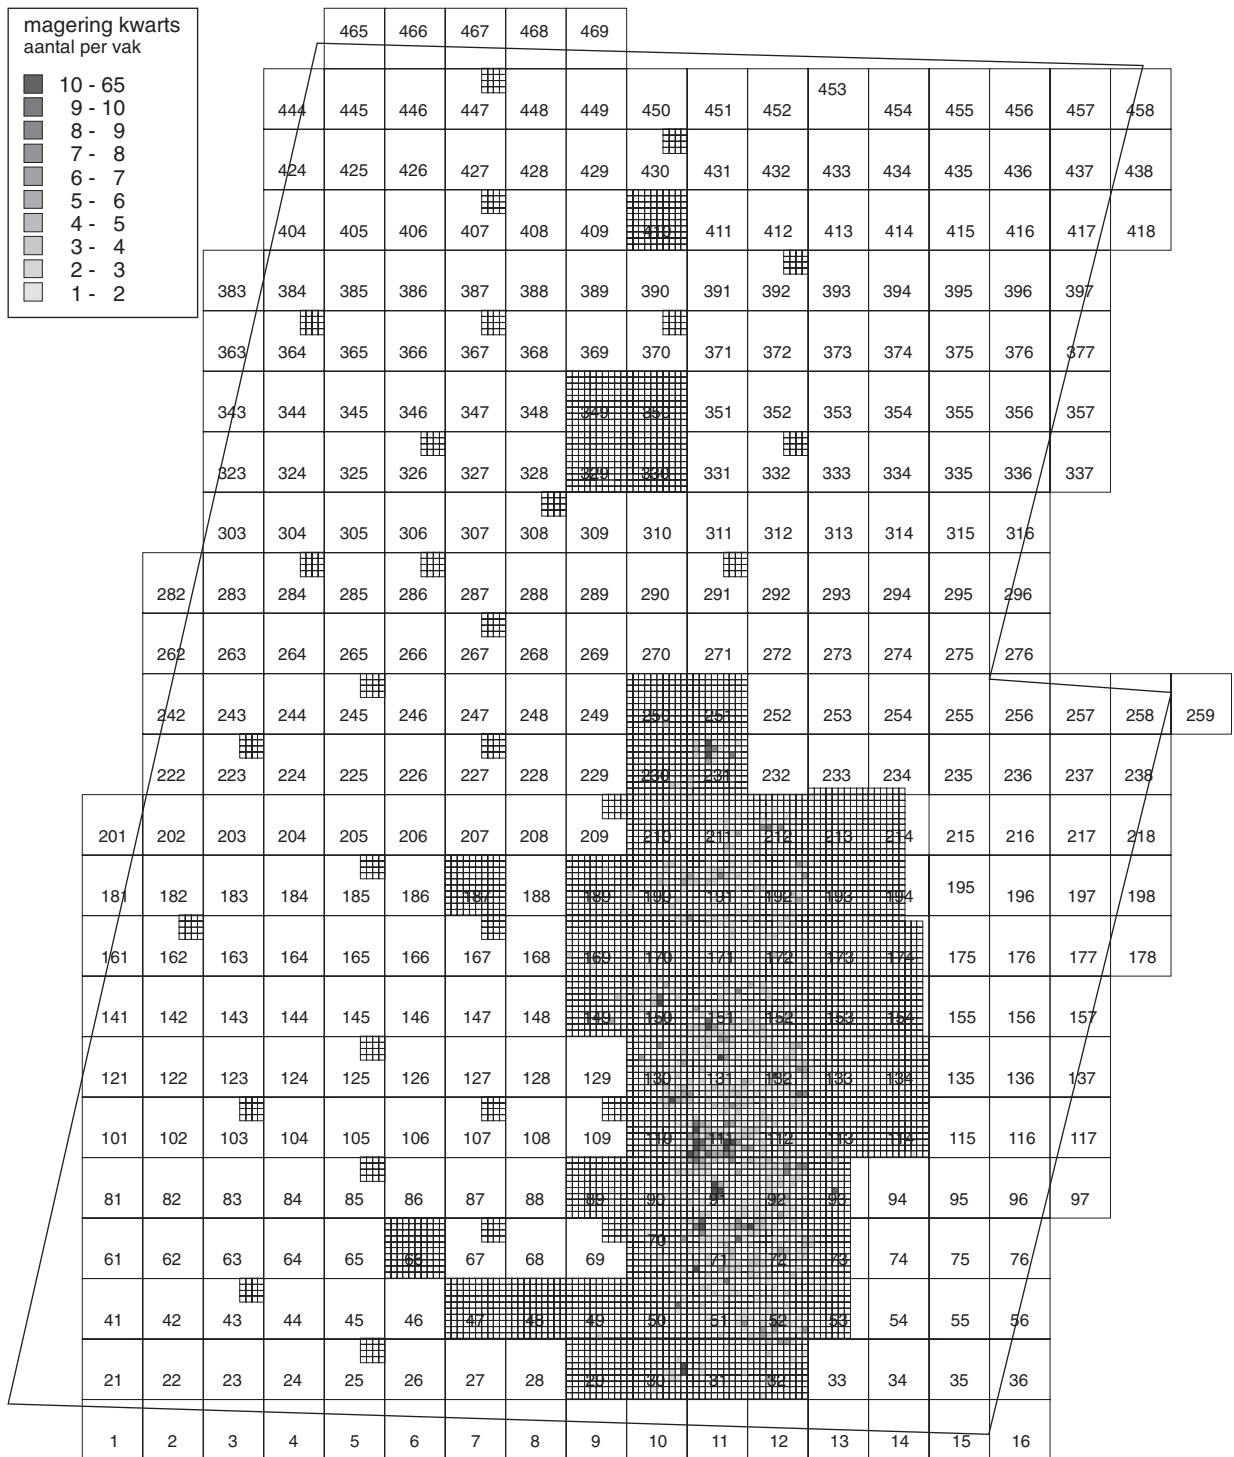 magering kwarts
aantal per vak
10 - 65
9 - 10
8 - 9
7 - 8
6 - 7
5 - 6
4 - 5
3 - 4
2 - 3
1 - 2
465 466 467 468 469
444 445 446 447 448 449 450 451 452 453 454 455 456 457 458
424 425 426 427 428 429 430 431 432 433 434 435 436 437 438
404 405 406 407 408 409 410 411 412 413 414 415 416 417 418
383 384 385 386 387 388 389 390 391 392 393 394 395 396 397
363 364 365 366 367 368 369 370 371 372 373 374 375 376 377
343 344 345 346 347 348 349 350 351 352 353 354 355 356 357
323 324 325 326 327 328 329 330 331 332 333 334 335 336 337
303 304 305 306 307 308 309 310 311 312 313 314 315 316
282 283 284 285 286 287 288 289 290 291 292 293 294 295 296
262 263 264 265 266 267 268 269 270 271 272 273 274 275 276
242 243 244 245 246 247 248 249 250 251 252 253 254 255 256 257 258 259
222 223 224 225 226 227 228 229 230 231 232 233 234 235 236 237 238
201 202 203 204 205 206 207 208 209 210 211 212 213 214 215 216 217 218
181 182 183 184 185 186 187 188 189 190 191 192 193 194 195 196 197 198
161 162 163 164 165 166 167 168 169 170 171 172 173 174 175 176 177 178
141 142 143 144 145 146 147 148 149 150 151 152 153 154 155 156 157
121 122 123 124 125 126 127 128 129 130 131 132 133 134 135 136 137
101 102 103 104 105 106 107 108 109 110 111 112 113 114 115 116 117
81 82 83 84 85 86 87 88 89 90 91 92 93 94 95 96 97
61 62 63 64 65 66 67 68 69 70 71 72 73 74 75 76
41 42 43 44 45 46 47 48 49 50 51 52 53 54 55 56
21 22 23 24 25 26 27 28 29 30 31 32 33 34 35 36
1 2 3 4 5 6 7 8 9 10 11 12 13 14 15 16